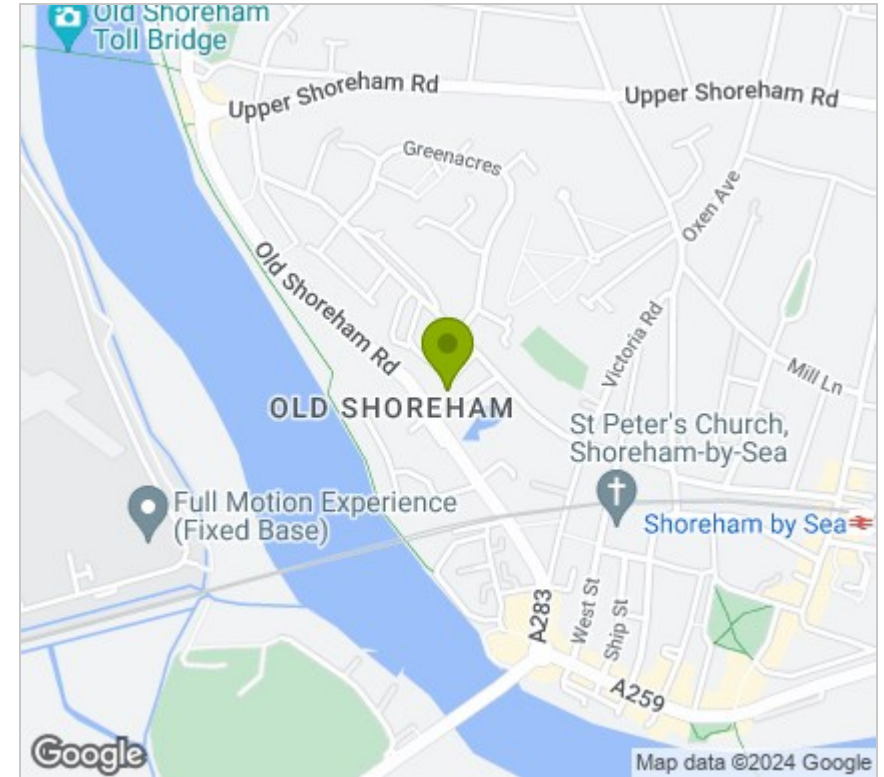 Old Shoreham
Toll Bridge
Upper Shoreham Rd
Upper Shoreham Rd
Greenacres
Oxen Ave
Old Shoreham Rd
Victoria Rd
Mill Ln
OLD SHOREHAM
St Peter's Church,
Shoreham-by-Sea
Full Motion Experience
(Fixed Base)
Shoreham by Sea
A283
West St
Ship St
A259
Google
Map data ©2024 Google